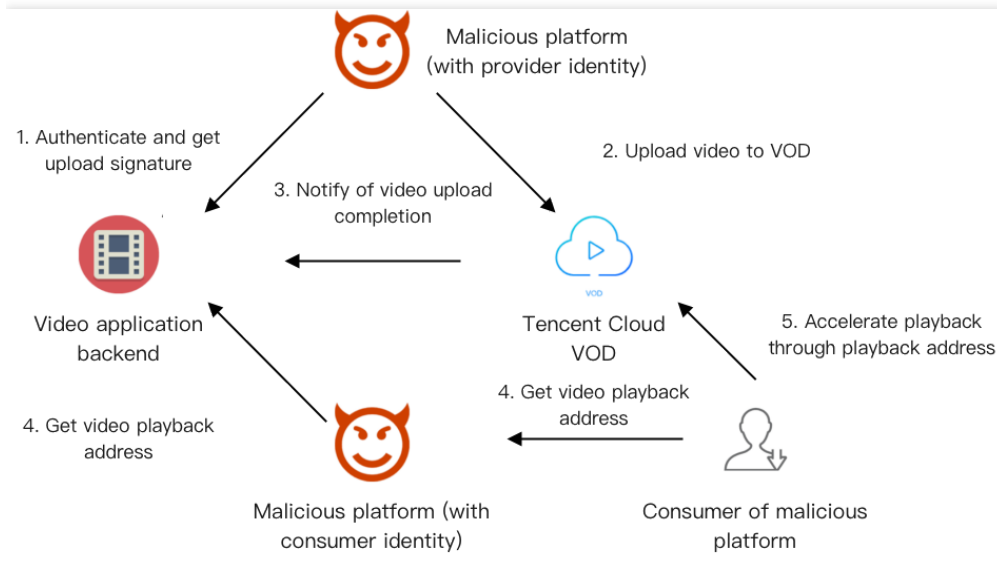 Malicious platform
(with provider identity)
1. Authenticate and get
upload signature
2. Upload video to VOD
3. Notify of video upload
completion
VOD
Video application
backend
Tencent Cloud
VOD
5. Accelerate playback
through playback address
4. Get video playback
address
4. Get video playback
address
Malicious platform (with
consumer identity)
Consumer of malicious
platform